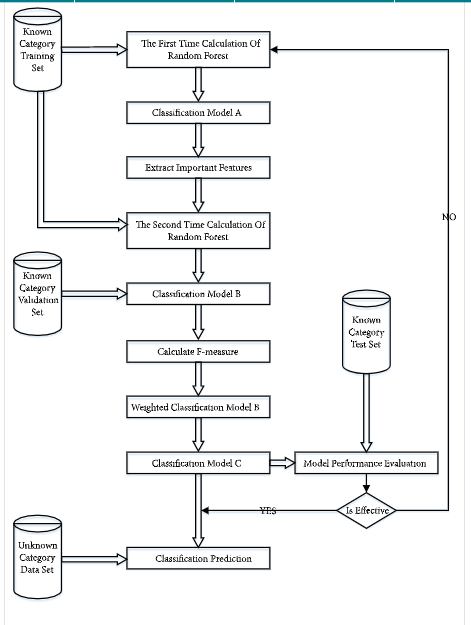 Known
Category
Training
Set
The First Time Calculation Of
Random Forest
Classification Model A
Extract Important Features
The Second Time Calculation Of
Random Forest
NO
Known
Category
Validation
Set
Classification Model B
Known
Category
Test Set
Calculate F-measure
Weighted Classification Model B
Classification Model C
Model Performance Evaluation
YES
Is Effective
Unknown
Category
Data Set
Classification Prediction